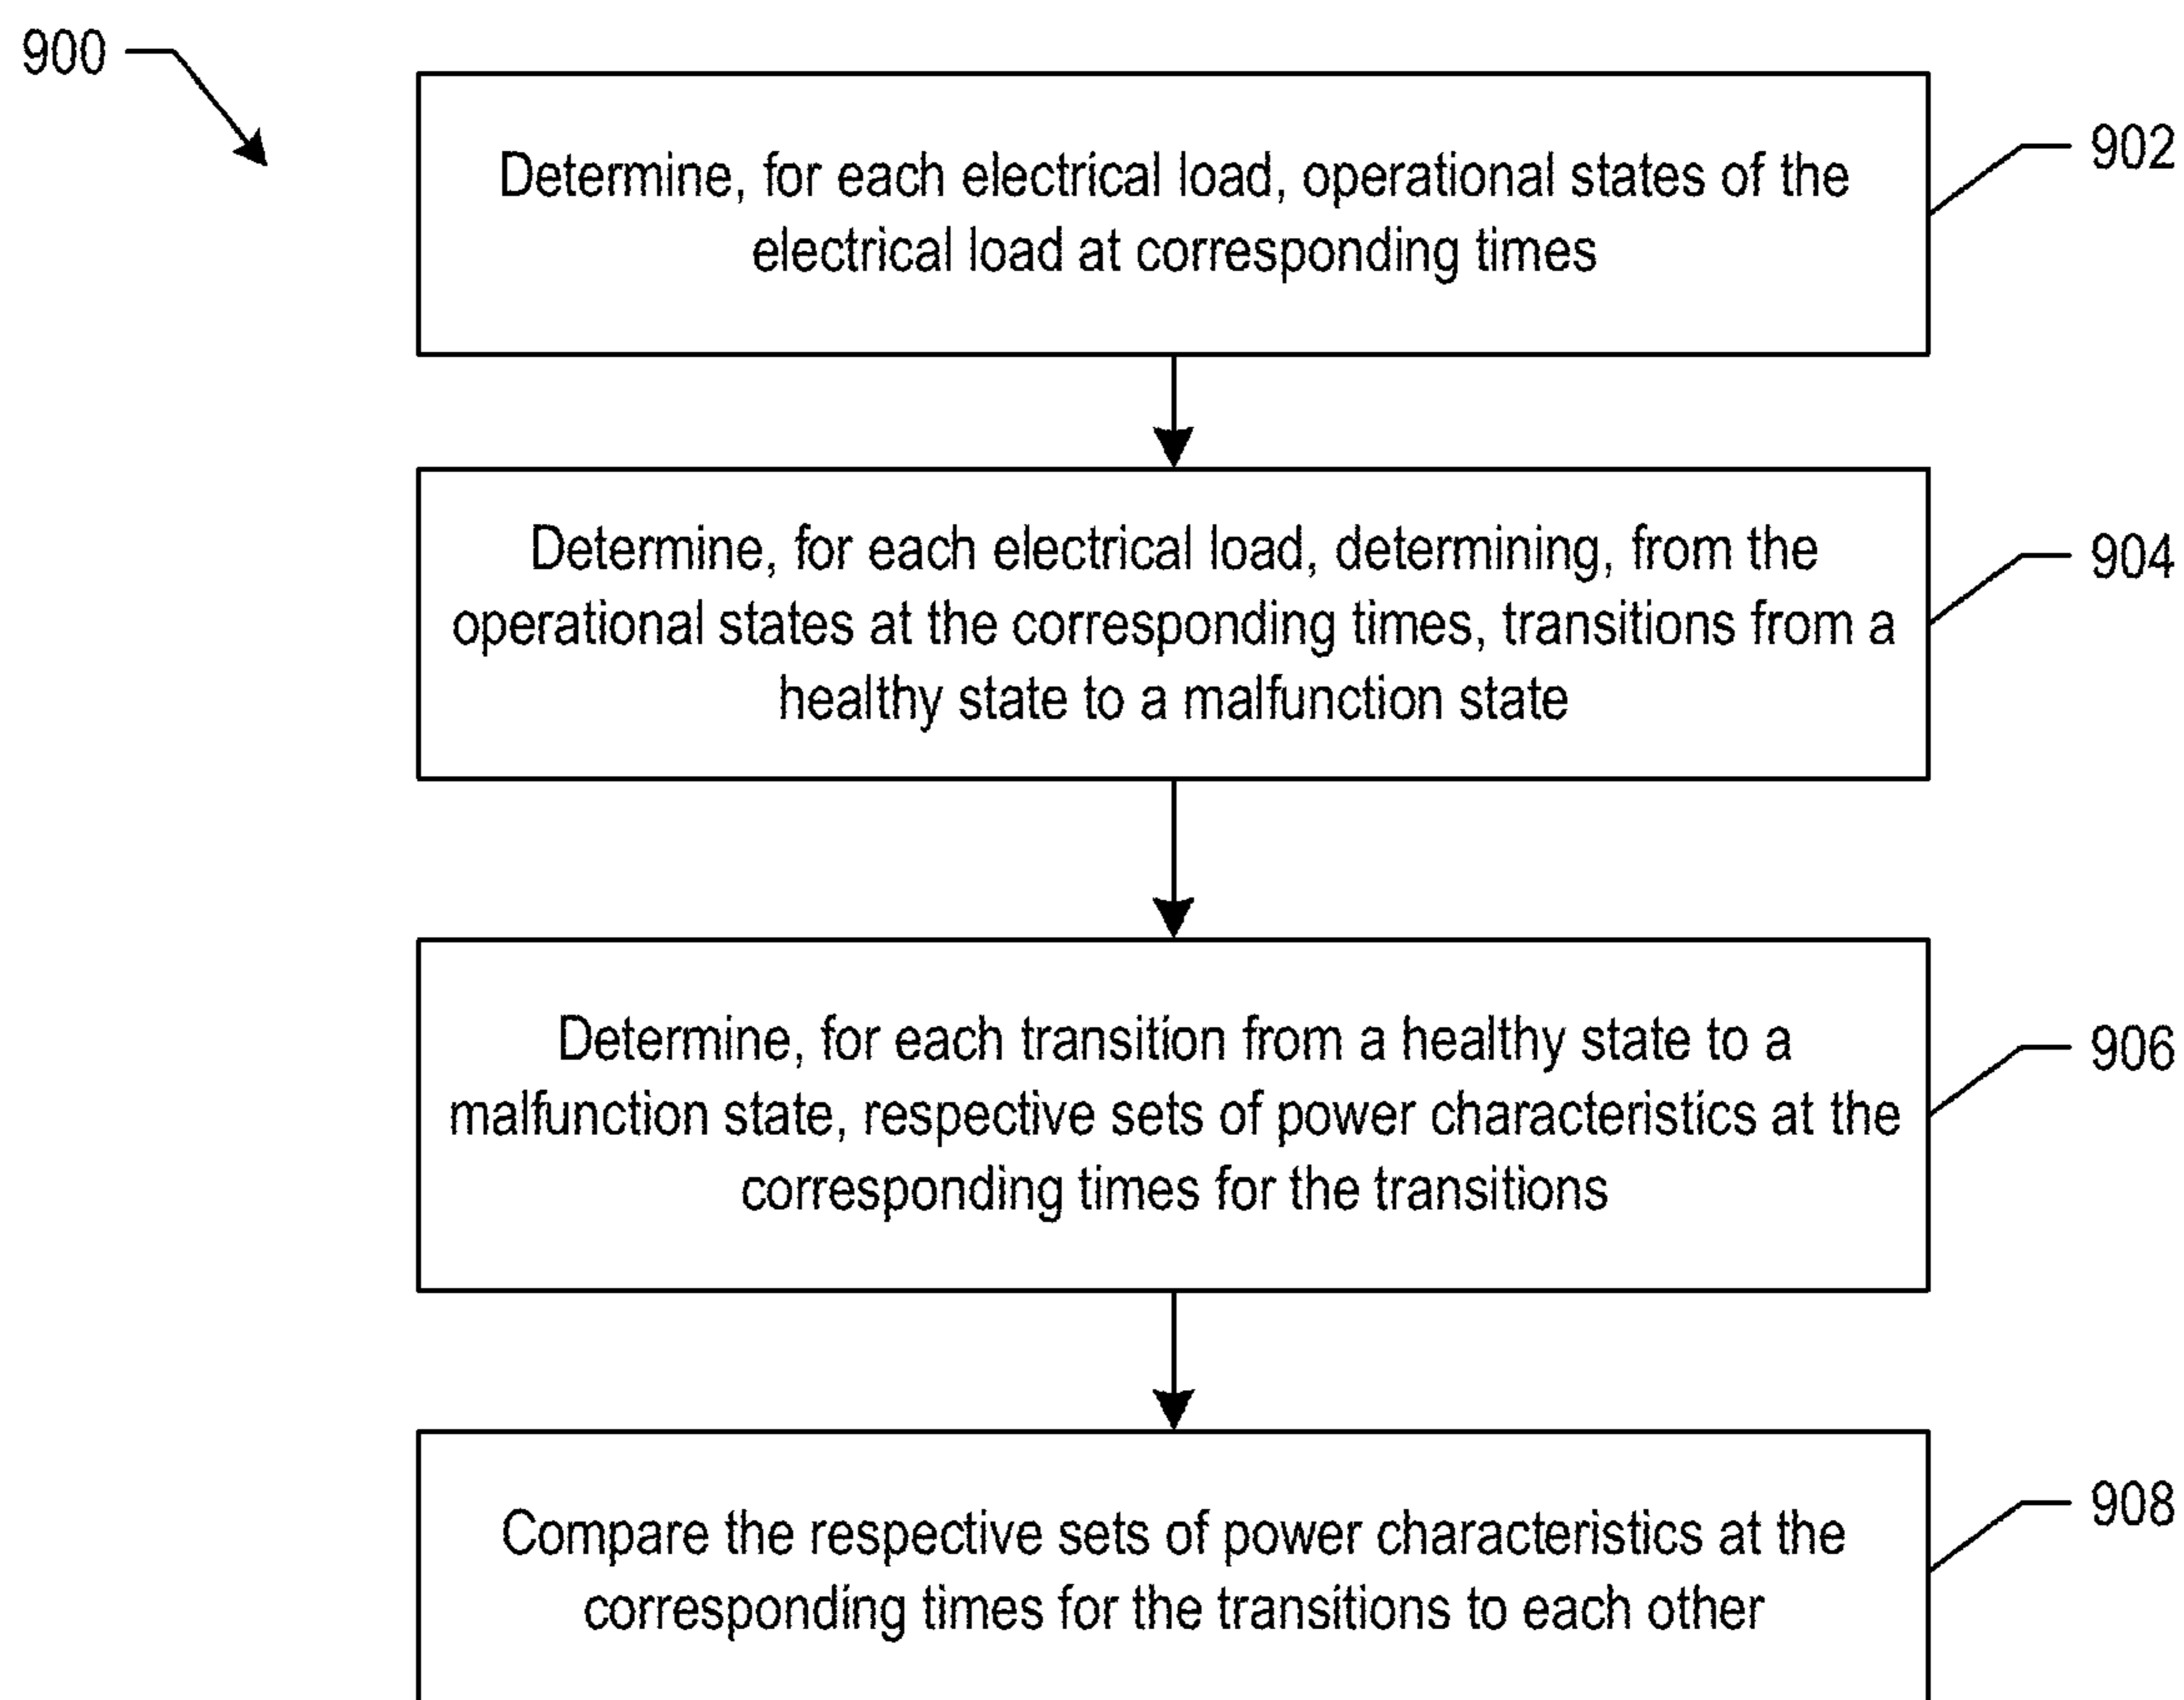 900
Determine, for each electrical load, operational states of the
electrical load at corresponding times
902
Determine, for each electrical load, determining, from the
operational states at the corresponding times, transitions from a
healthy state to a malfunction state
904
Determine, for each transition from a healthy state to a
malfunction state, respective sets of power characteristics at the
corresponding times for the transitions
906
Compare the respective sets of power characteristics at the
corresponding times for the transitions to each other
908